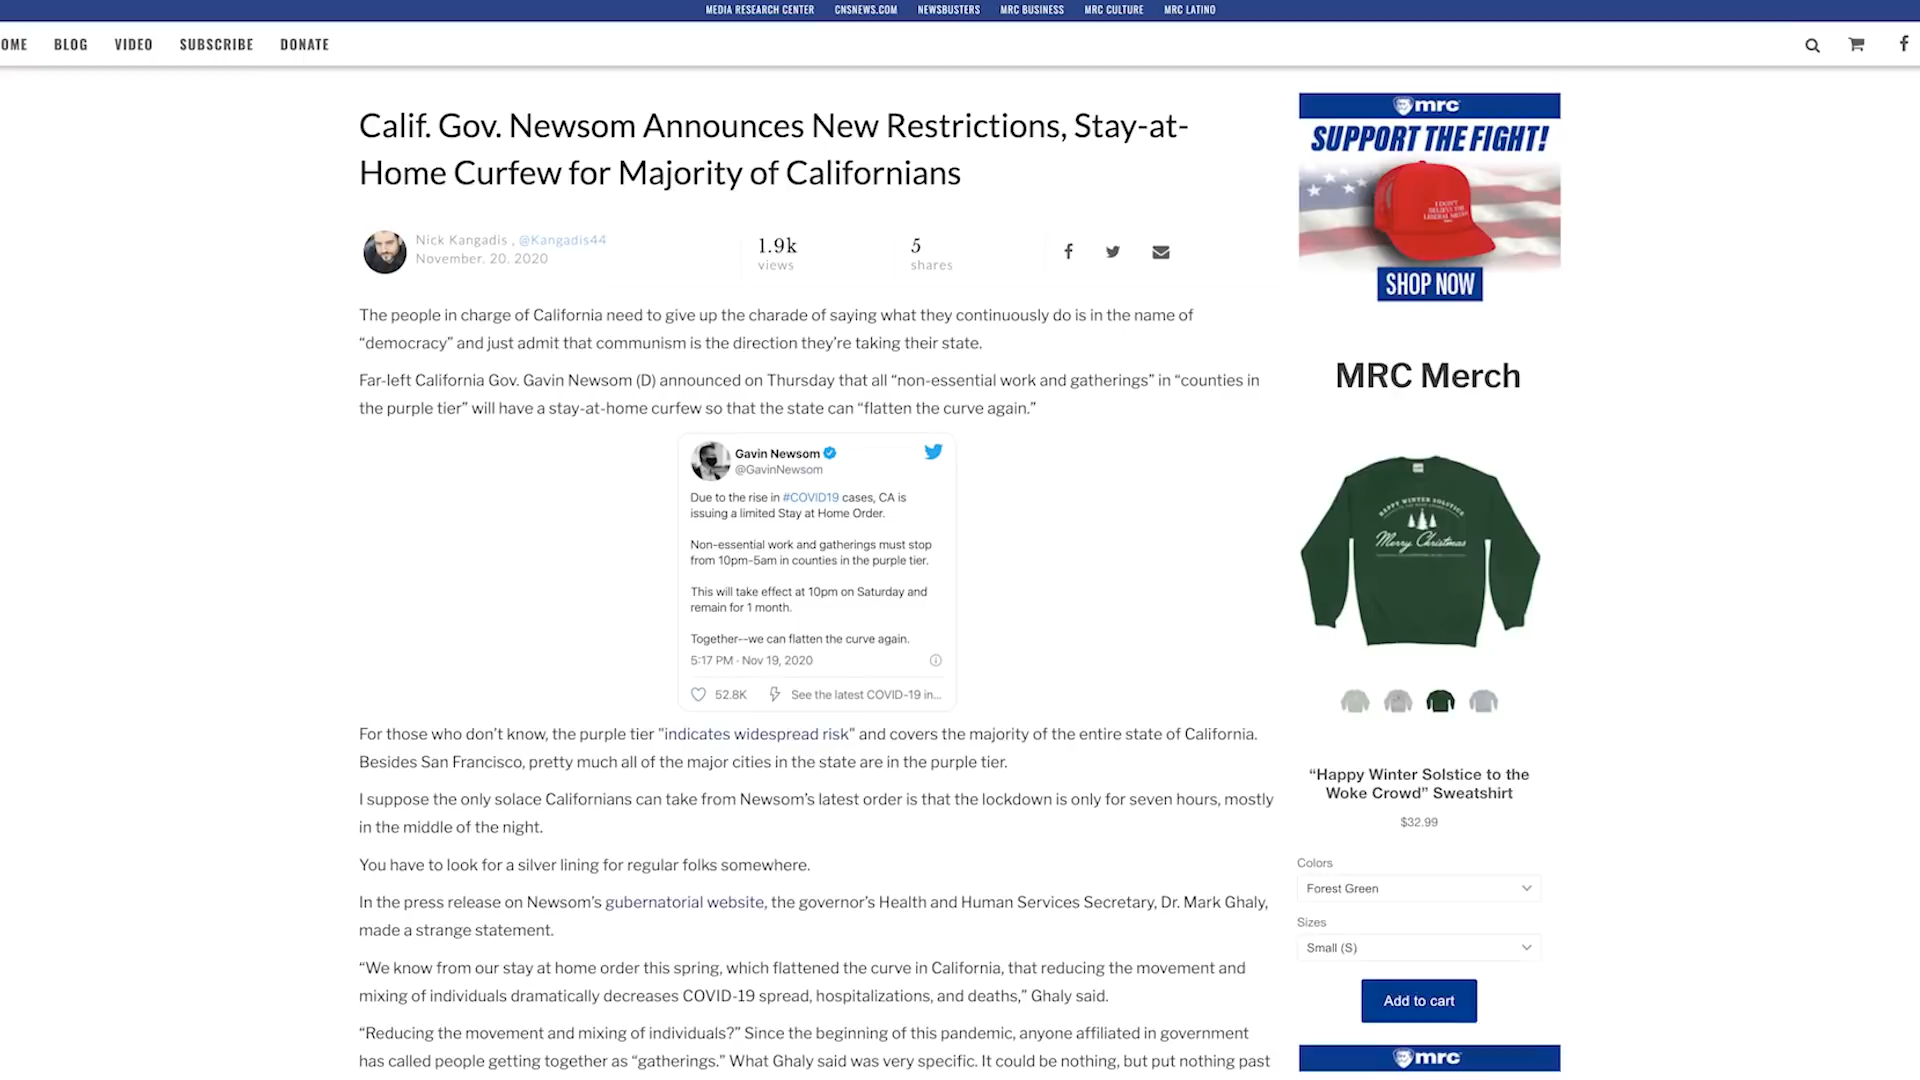 MEDIA RESEARCH CENTER CNSNEWS.COM NEWSBUSTERS MRC BUSINESS MRC CULTURE MRC LATINO
OME BLOG VIDEO SUBSCRIBE DONATE
Calif. Gov. Newsom Announces New Restrictions, Stay-at-
Home Curfew for Majority of Californians
Nick Kangadis , @Kangadis44
November. 20. 2020
1.9k
views
5
shares
The people in charge of California need to give up the charade of saying what they continuously do is in the name of
“democracy” and just admit that communism is the direction they’re taking their state.
Far-left California Gov. Gavin Newsom (D) announced on Thursday that all “non-essential work and gatherings” in “counties in
the purple tier” will have a stay-at-home curfew so that the state can “flatten the curve again.”
Gavin Newsom
@GavinNewsom
Due to the rise in #COVID19 cases, CA is
issuing a limited Stay at Home Order.
Non-essential work and gatherings must stop
from 10pm-5am in counties in the purple tier.
This will take effect at 10pm on Saturday and
remain for 1 month.
Together--we can flatten the curve again.
5:17 PM · Nov 19, 2020
52.8K See the latest COVID-19 in...
For those who don’t know, the purple tier "indicates widespread risk" and covers the majority of the entire state of California.
Besides San Francisco, pretty much all of the major cities in the state are in the purple tier.
I suppose the only solace Californians can take from Newsom’s latest order is that the lockdown is only for seven hours, mostly
in the middle of the night.
You have to look for a silver lining for regular folks somewhere.
In the press release on Newsom’s gubernatorial website, the governor’s Health and Human Services Secretary, Dr. Mark Ghaly,
made a strange statement.
“We know from our stay at home order this spring, which flattened the curve in California, that reducing the movement and
mixing of individuals dramatically decreases COVID-19 spread, hospitalizations, and deaths,” Ghaly said.
“Reducing the movement and mixing of individuals?” Since the beginning of this pandemic, anyone affiliated in government
has called people getting together as “gatherings.” What Ghaly said was very specific. It could be nothing, but put nothing past
mrc
SUPPORT THE FIGHT!
I DON'T
BELIEVE THE
LIBERAL MEDIA
SHOP NOW
MRC Merch
HAPPY WINTER SOLSTICE
Merry Christmas
“Happy Winter Solstice to the
Woke Crowd” Sweatshirt
$32.99
Colors
Forest Green
Sizes
Small (S)
Add to cart
mrc